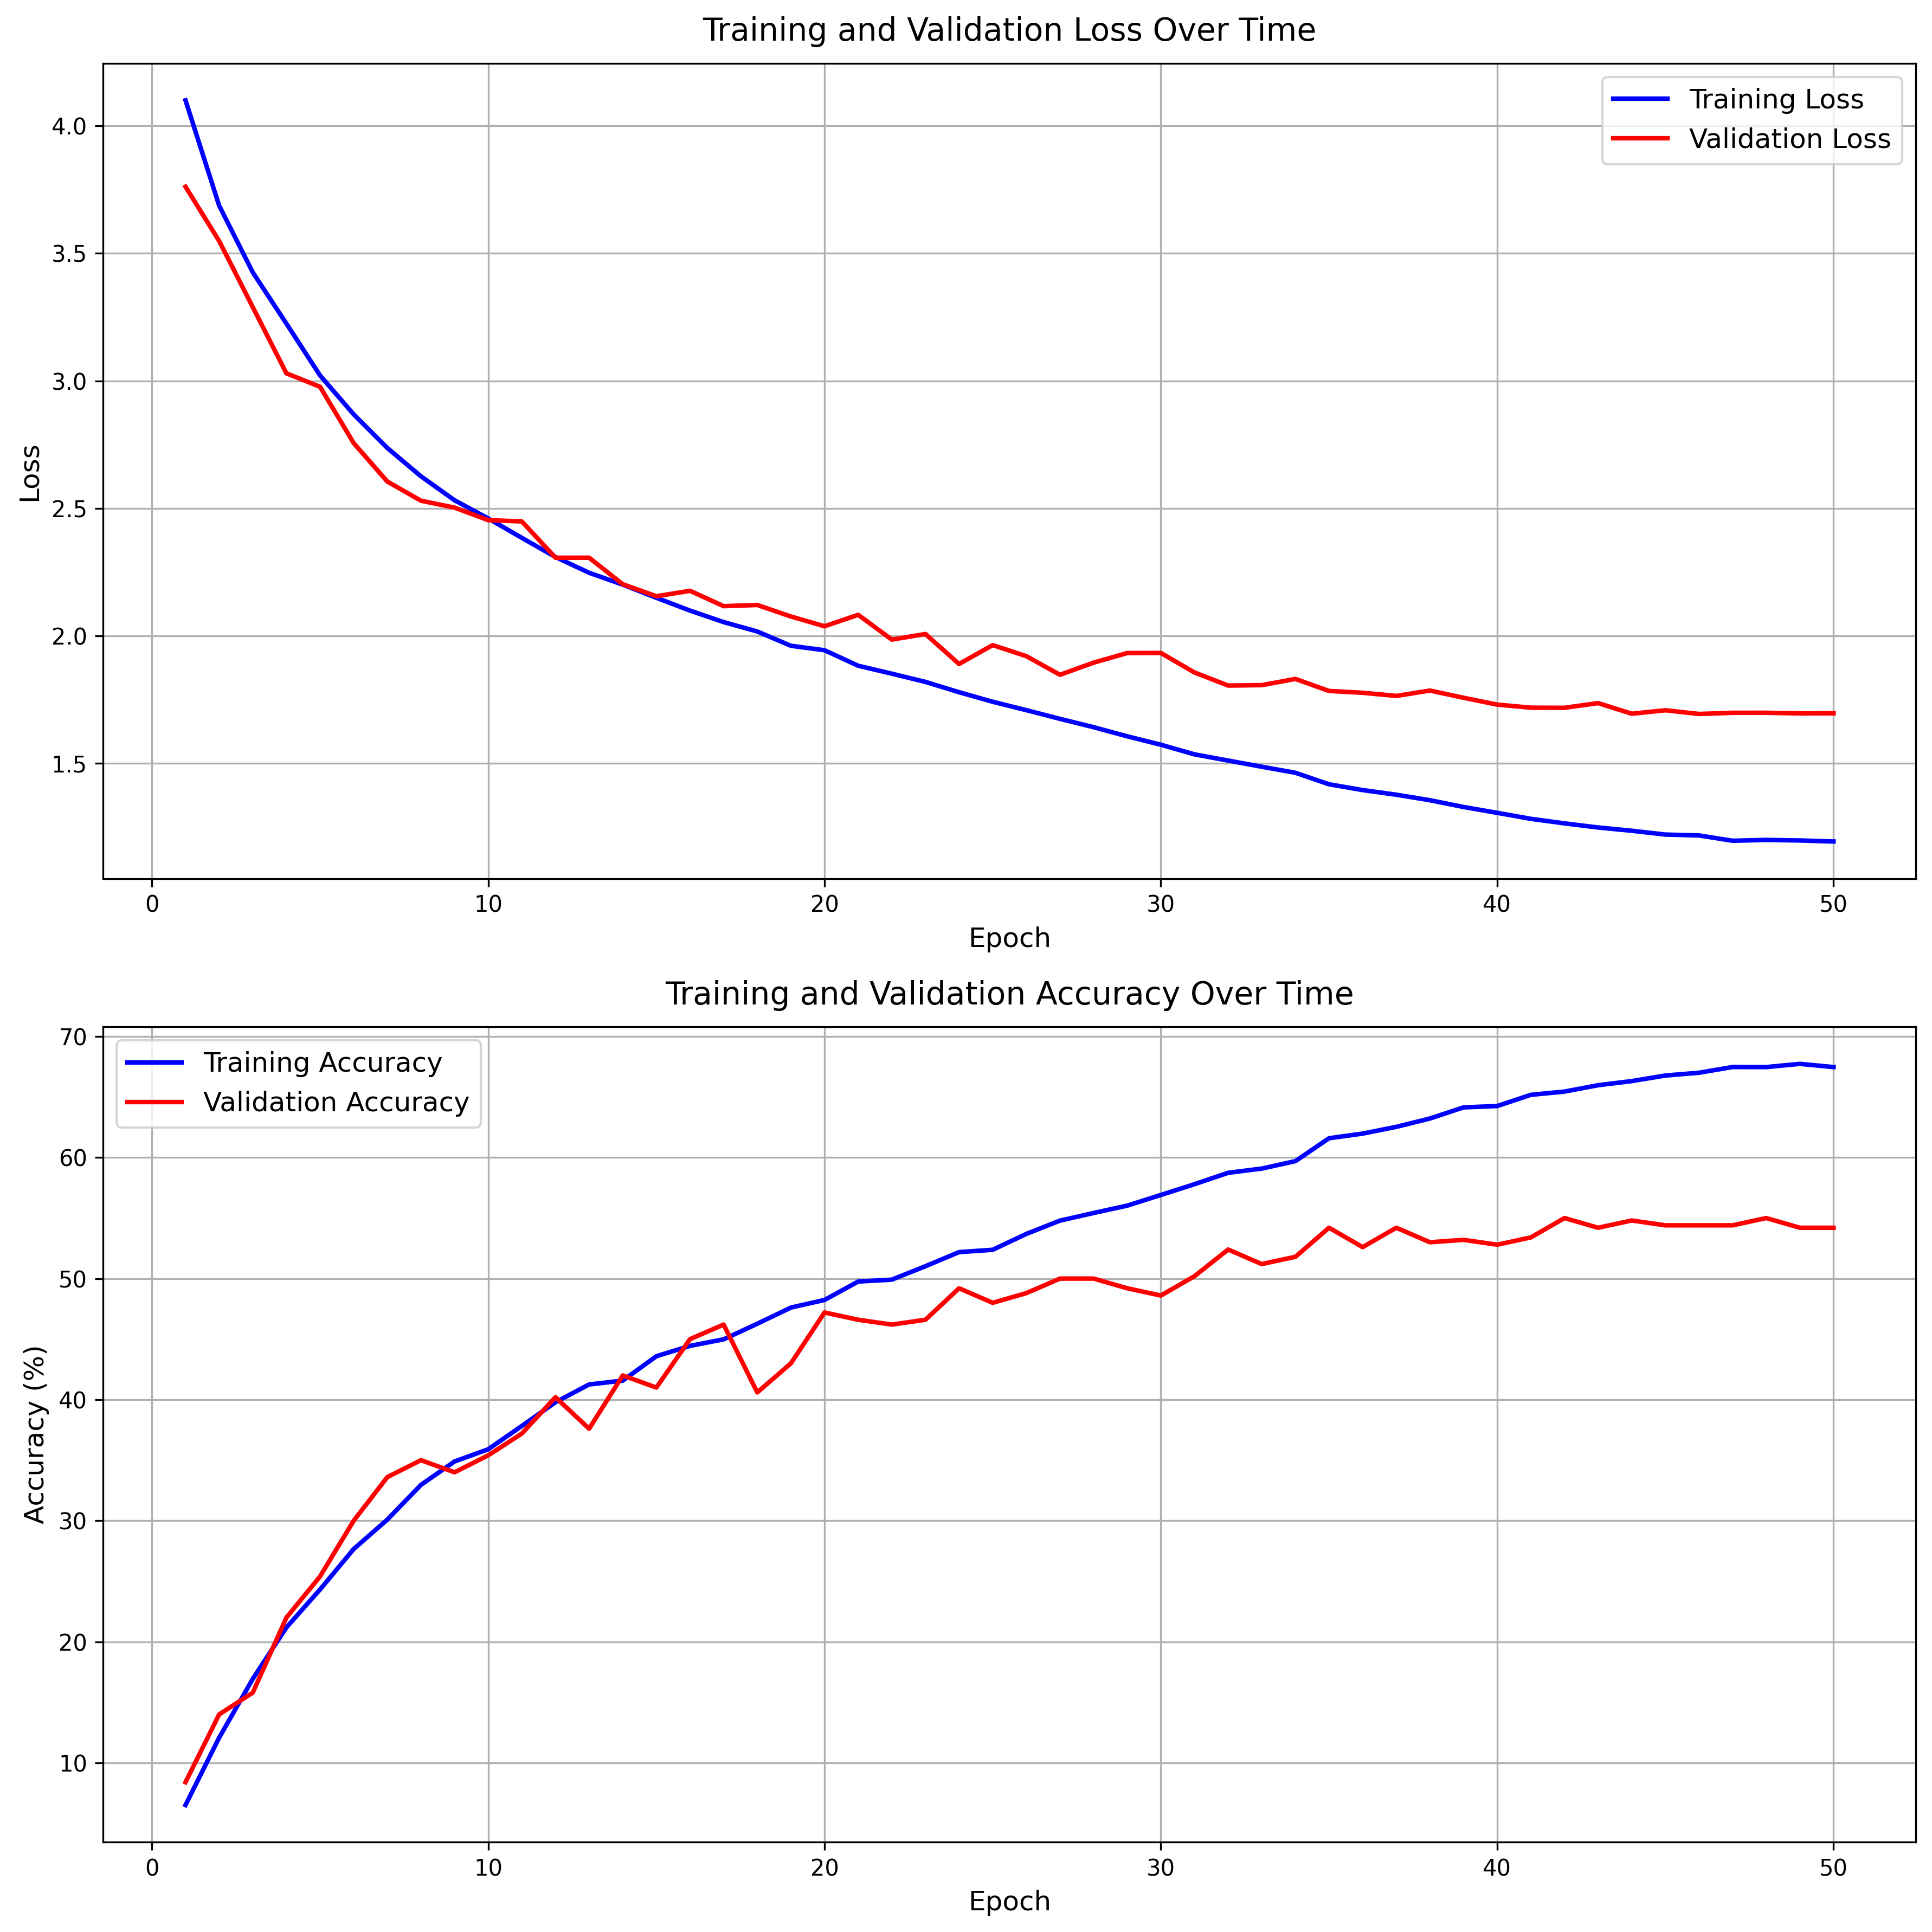 Training and Validation Loss Over Time
Training Loss
Validation Loss
4.0
3.5
3.0
2.5
2.0
1.5
Loss
0 10 20 30 40 50
Epoch
Training and Validation Accuracy Over Time
Training Accuracy
Validation Accuracy
70
60
50
40
30
20
10
Accuracy (%)
0 10 20 30 40 50
Epoch